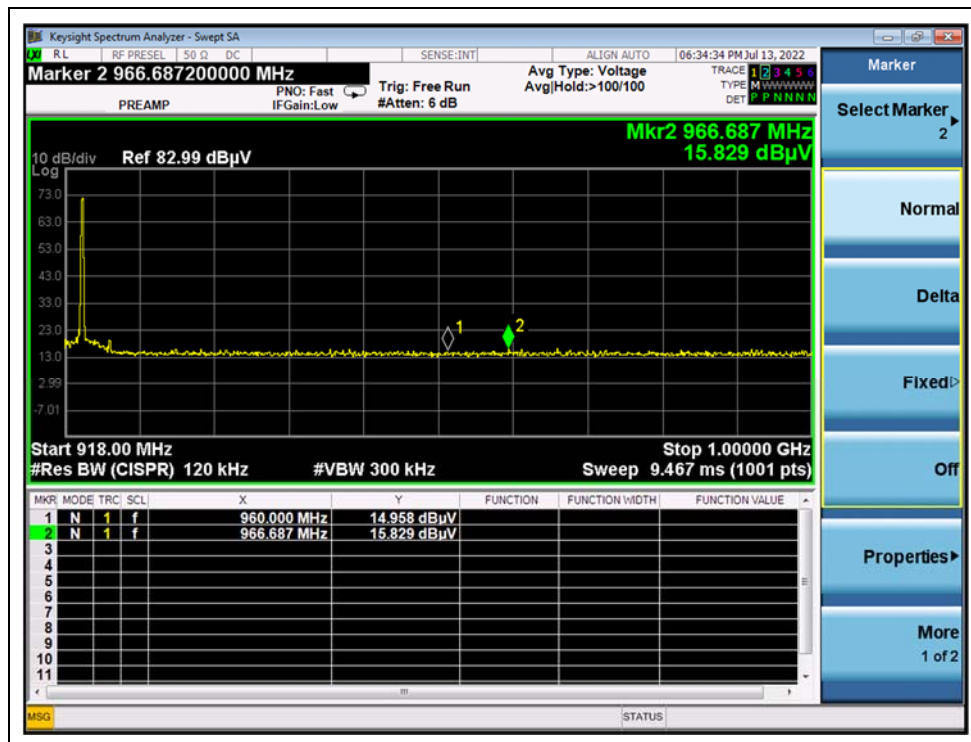 Keysight Spectrum Analyzer - Swept SA
RL RF PRESEL 50 Ω DC SENSE:INT ALIGN AUTO 06:34:34 PM Jul 13, 2022
Marker 2 966.687200000 MHz
Avg Type: Voltage
Avg|Hold:>100/100
TRACE 1 2 3 4 5 6
TYPE M WWWWW
DET P P N N N N
PREAMP
PNO: Fast
IFGain:Low
Trig: Free Run
#Atten: 6 dB
Mkr2 966.687 MHz
15.829 dBµV
10 dB/div Ref 82.99 dBµV
Log
73.0
63.0
53.0
43.0
33.0
23.0
13.0
2.99
-7.01
1
2
Start 918.00 MHz Stop 1.00000 GHz
#Res BW (CISPR) 120 kHz #VBW 300 kHz Sweep 9.467 ms (1001 pts)
MKR MODE TRC SCL X Y FUNCTION FUNCTION WIDTH FUNCTION VALUE
1 N 1 f 960.000 MHz 14.958 dBµV
2 N 1 f 966.687 MHz 15.829 dBµV
3
4
5
6
7
8
9
10
11
MSG STATUS
Marker
Select Marker
2
Normal
Delta
Fixed
Off
Properties
More
1 of 2